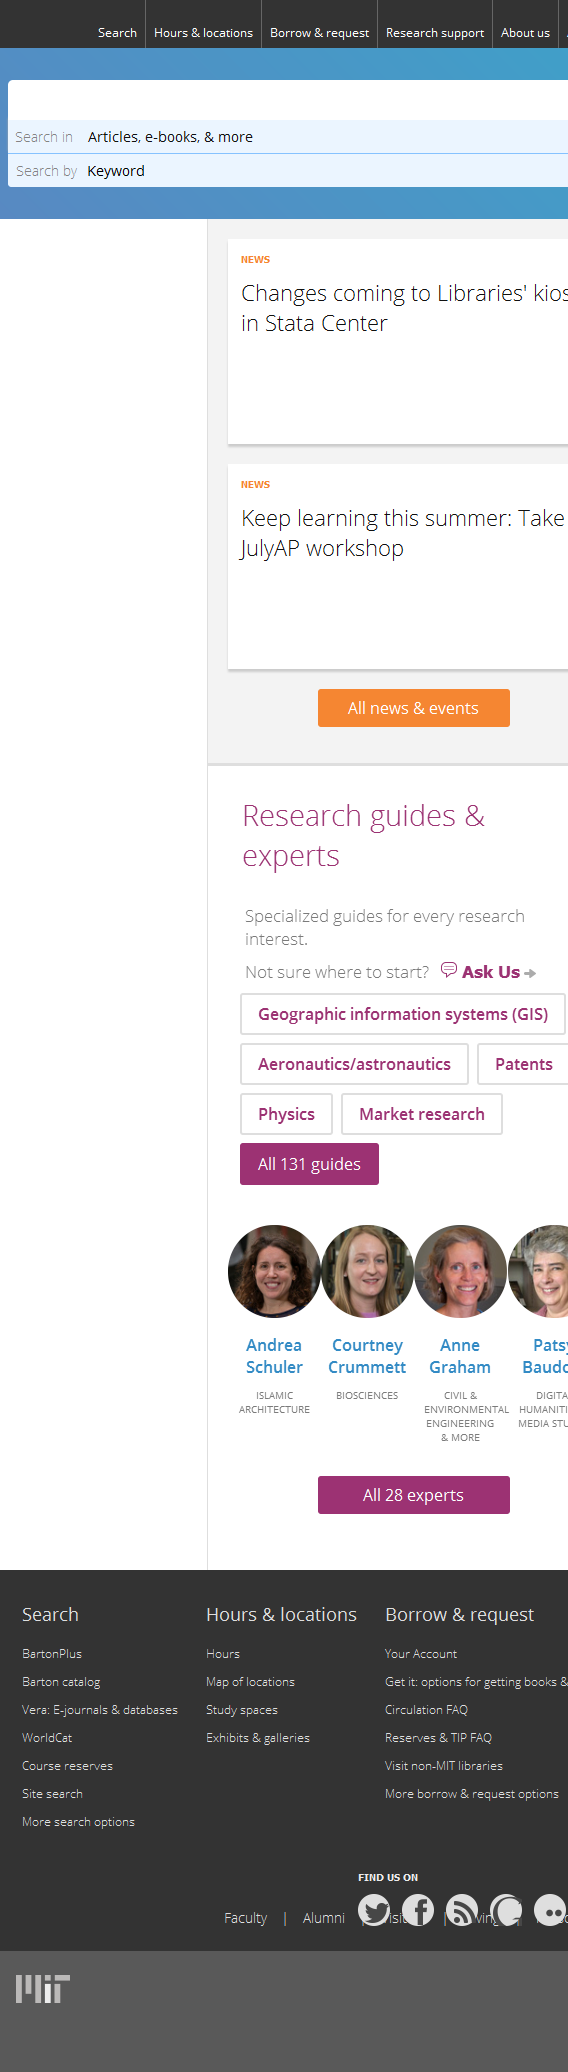 Search Hours & locations Borrow & request Research support About us
Search in Articles, e-books, & more
Search by Keyword
NEWS
Changes coming to Libraries' kios
in Stata Center
NEWS
Keep learning this summer: Take
JulyAP workshop
All news & events
Research guides &
experts
Specialized guides for every research
interest.
Not sure where to start? Ask Us
Geographic information systems (GIS)
Aeronautics/astronautics Patents
Physics Market research
All 131 guides
Andrea
Schuler
ISLAMIC
ARCHITECTURE
Courtney
Crummett
BIOSCIENCES
Anne
Graham
CIVIL &
ENVIRONMENTAL
ENGINEERING
& MORE
Patsy
Baudo
DIGITA
HUMANITI
MEDIA STU
All 28 experts
Search
BartonPlus
Barton catalog
Vera: E-journals & databases
WorldCat
Course reserves
Site search
More search options
Hours & locations
Hours
Map of locations
Study spaces
Exhibits & galleries
Borrow & request
Your Account
Get it: options for getting books &
Circulation FAQ
Reserves & TIP FAQ
Visit non-MIT libraries
More borrow & request options
FIND US ON
Faculty | Alumni |
MIT